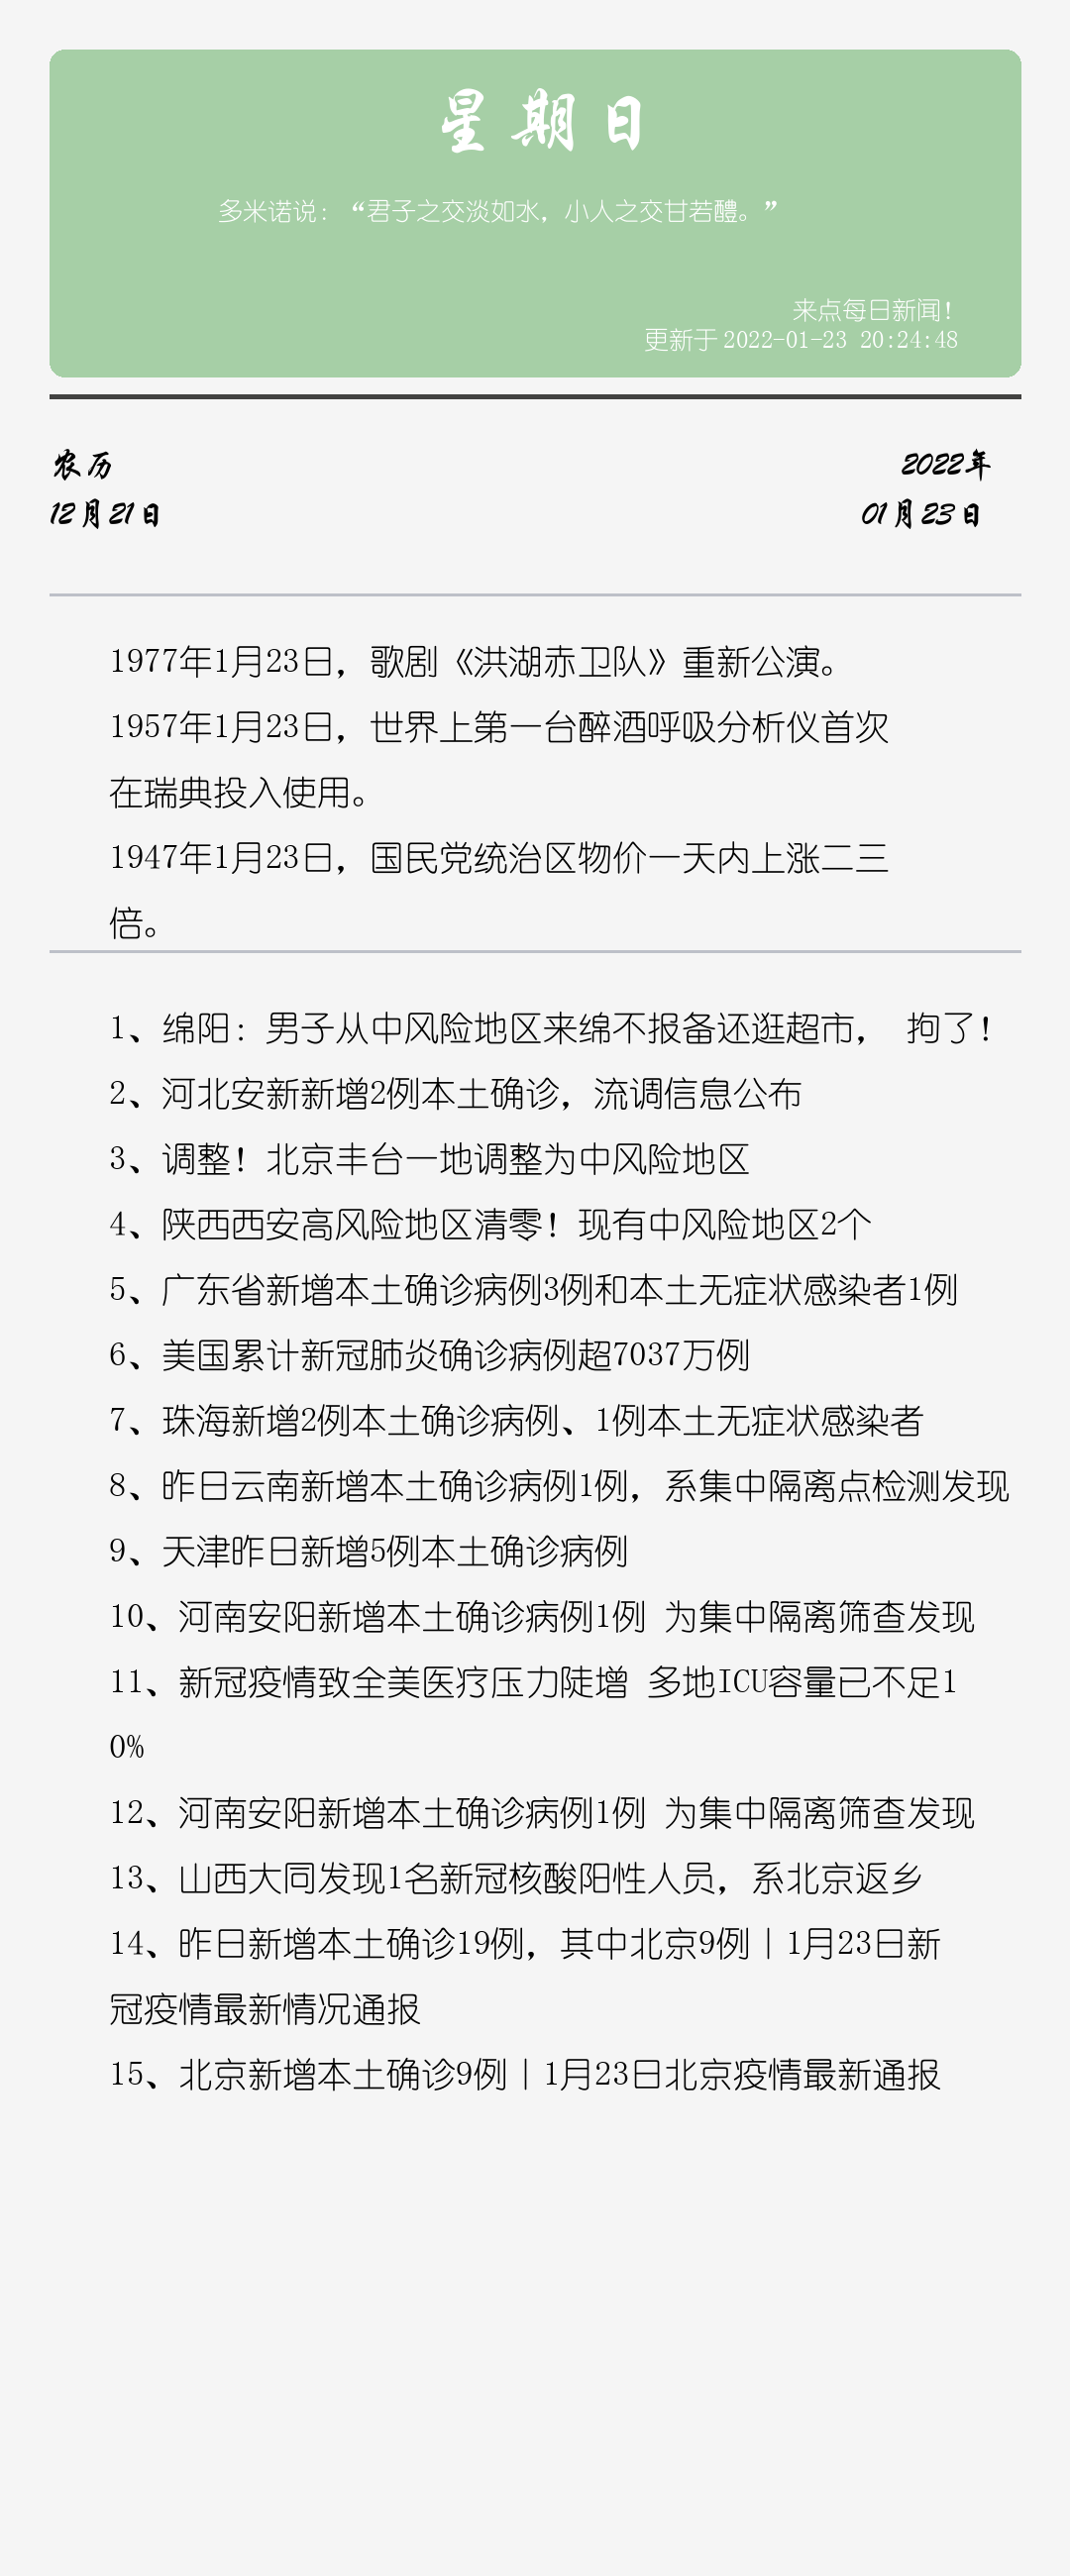 星期日
多米诺说：“君子之交淡如水，小人之交甘若醴。”
来点每日新闻！
更新于2022-01-23 20:24:48
农历
2022年
12月21日
01月23日
1977年1月23日，歌剧《洪湖赤卫队》重新公演。
1957年1月23日，世界上第一台醉酒呼吸分析仪首次
在瑞典投入使用。
1947年1月23日，国民党统治区物价一天内上涨二三
倍。
1、绵阳：男子从中风险地区来绵不报备还逛超市， 拘了！
2、河北安新新增2例本土确诊，流调信息公布
3、调整！北京丰台一地调整为中风险地区
4、陕西西安高风险地区清零！现有中风险地区2个
5、广东省新增本土确诊病例3例和本土无症状感染者1例
6、美国累计新冠肺炎确诊病例超7037万例
7、珠海新增2例本土确诊病例、1例本土无症状感染者
8、昨日云南新增本土确诊病例1例，系集中隔离点检测发现
9、天津昨日新增5例本土确诊病例
10、河南安阳新增本土确诊病例1例 为集中隔离筛查发现
11、新冠疫情致全美医疗压力陡增 多地ICU容量已不足1
0%
12、河南安阳新增本土确诊病例1例 为集中隔离筛查发现
13、山西大同发现1名新冠核酸阳性人员，系北京返乡
14、昨日新增本土确诊19例，其中北京9例｜1月23日新
冠疫情最新情况通报
15、北京新增本土确诊9例｜1月23日北京疫情最新通报